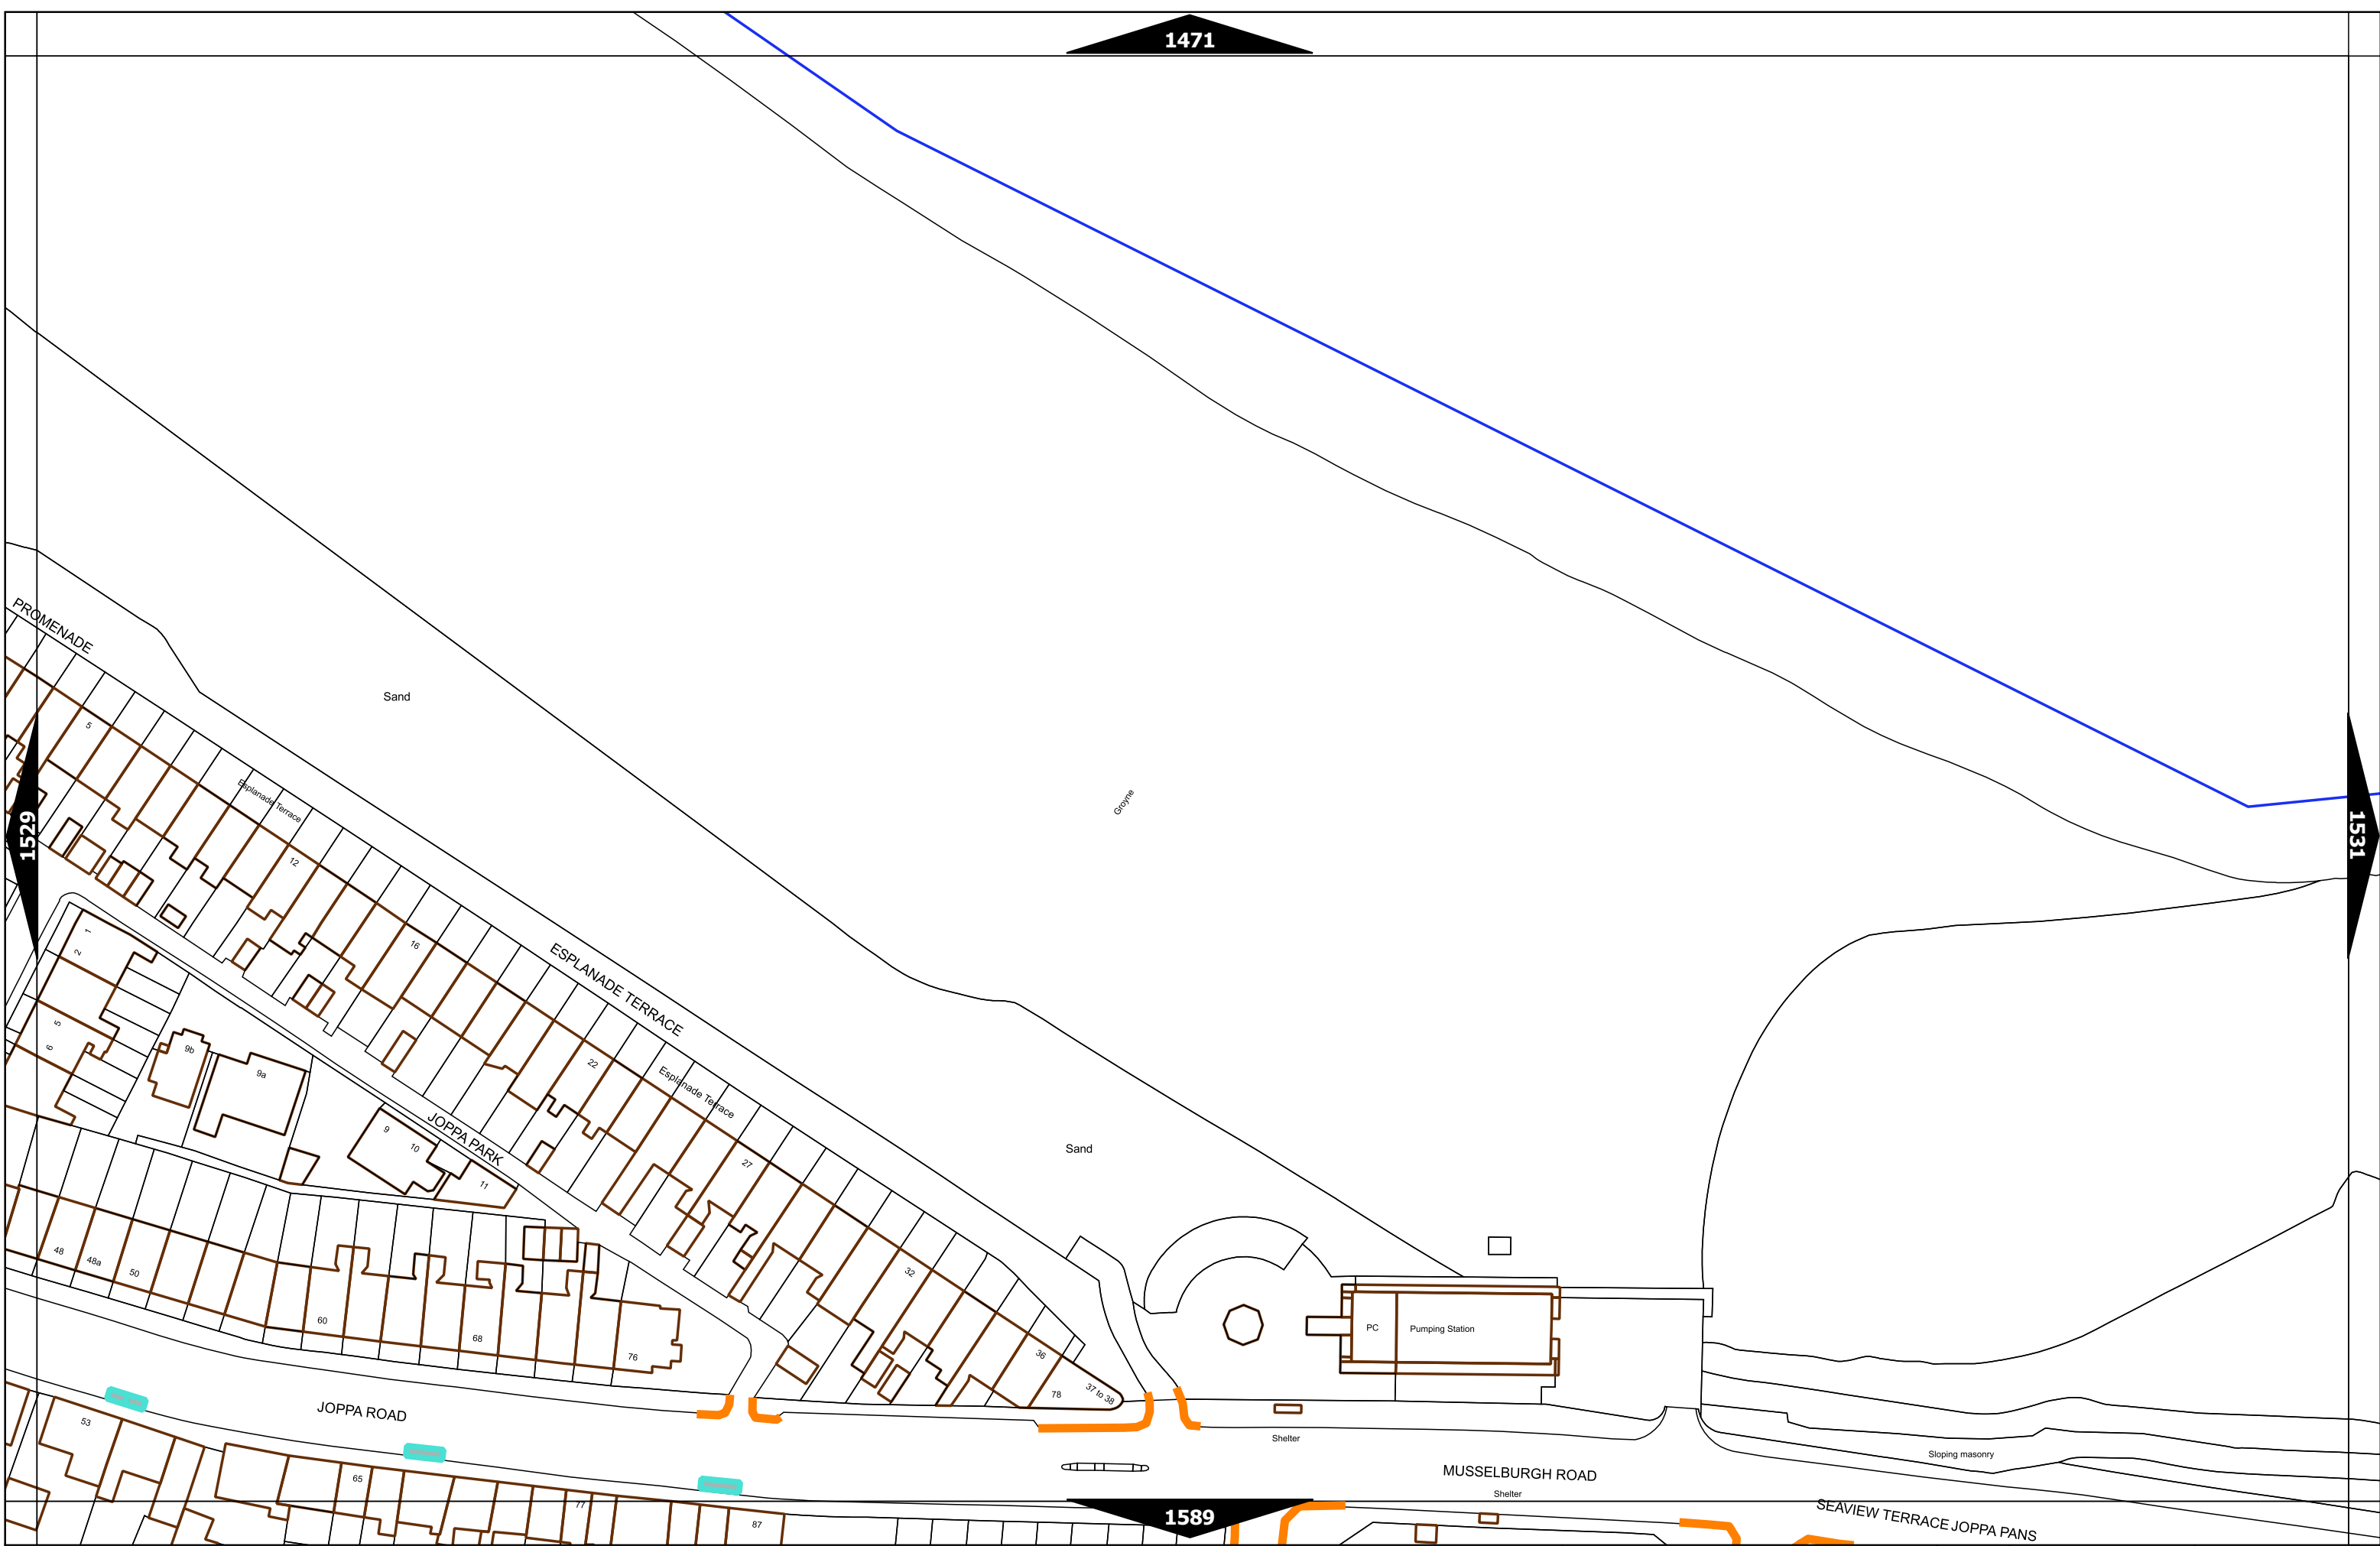 1471
PROMENADE
Sand
5
Esplanade Terrace
1529
1531
Groyne
12
16
ESPLANADE TERRACE
1
2
5
6
9b
9a
22
Esplanade Terrace
JOPPA PARK
9
10
11
27
Sand
48
48a
50
32
60
68
76
36
78
37 to 38
PC
Pumping Station
JOPPA ROAD
53
65
77
87
Shelter
MUSSELBURGH ROAD
Shelter
Sloping masonry
SEAVIEW TERRACE JOPPA PANS
1589